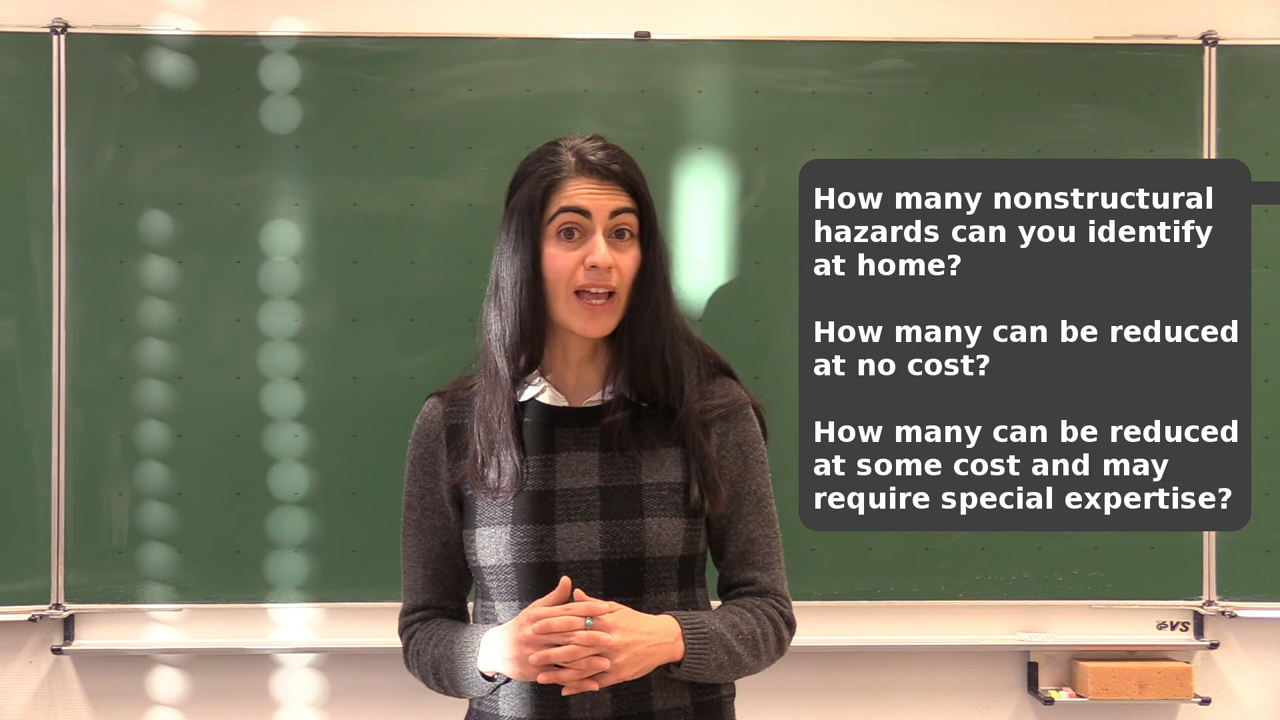 How many nonstructural
hazards can you identify
at home?
How many can be reduced
at no cost?
How many can be reduced
at some cost and may
require special expertise?
VS